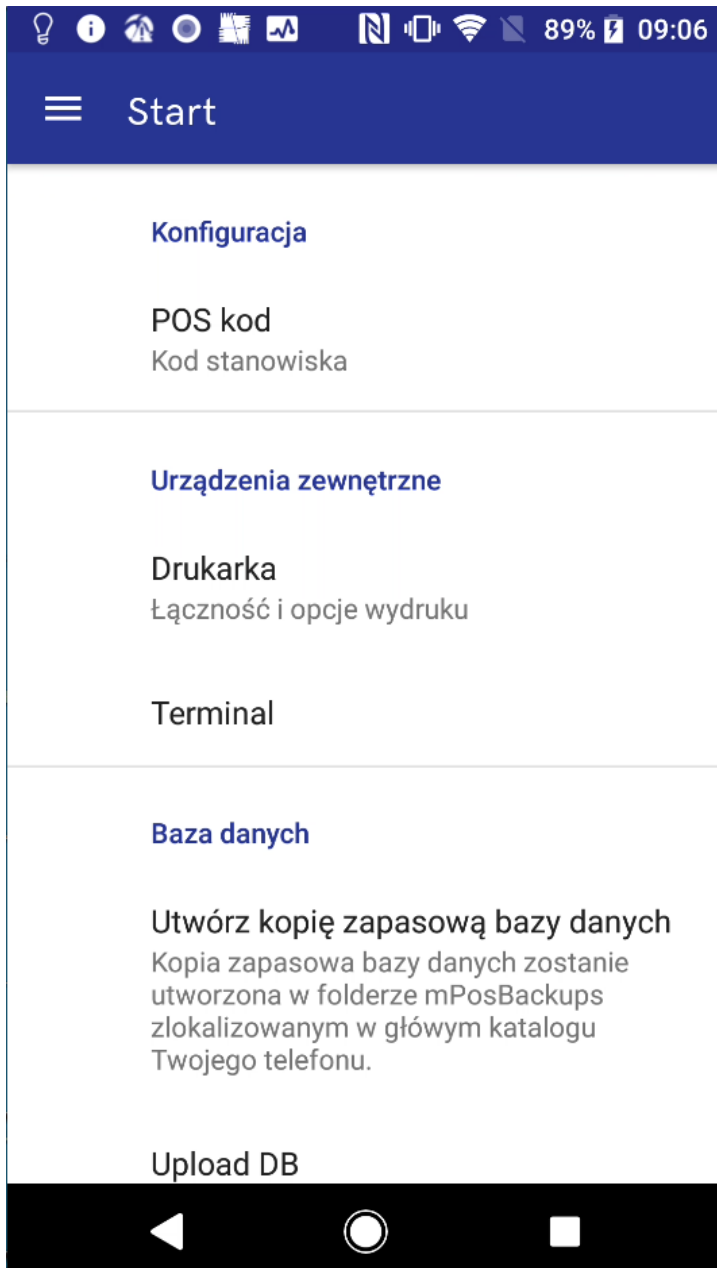 89% 09:06
Start
Konfiguracja
POS kod
Kod stanowiska
Urządzenia zewnętrzne
Drukarka
Łączność i opcje wydruku
Terminal
Baza danych
Utwórz kopię zapasową bazy danych
Kopia zapasowa bazy danych zostanie
utworzona w folderze mPosBackups
zlokalizowanym w głowym katalogu
Twojego telefonu.
Upload DB